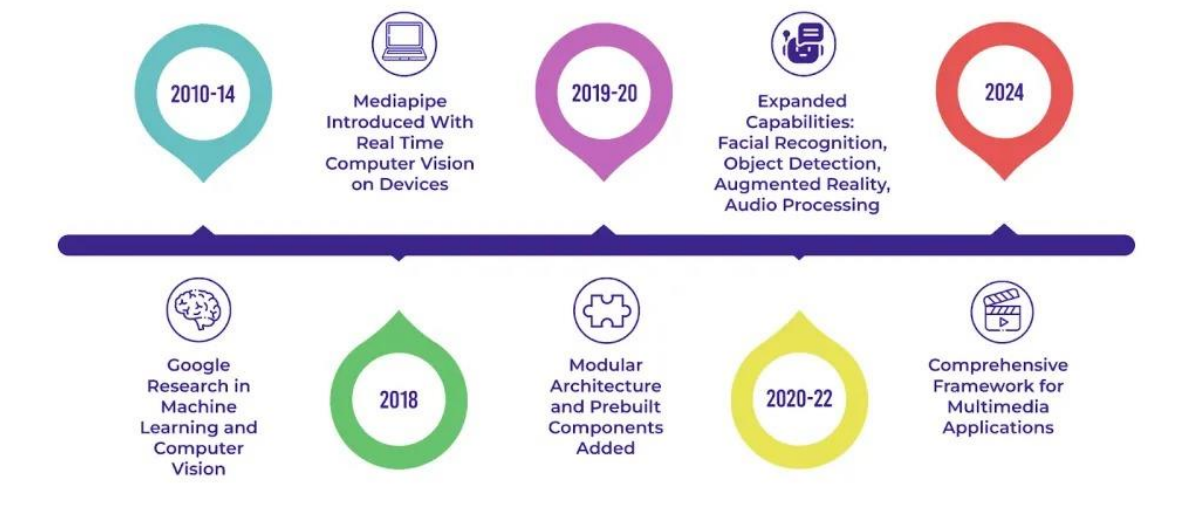 2010-14
Google
Research in
Machine
Learning and
Computer
Vision
Mediapipe
Introduced With
Real Time
Computer Vision
on Devices
2018
2019-20
Modular
Architecture
and Prebuilt
Components
Added
Expanded
Capabilities:
Facial Recognition,
Object Detection,
Augmented Reality,
Audio Processing
2020-22
2024
Comprehensive
Framework for
Multimedia
Applications